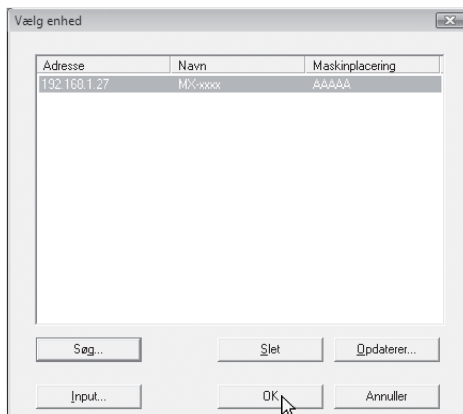 Vælg enhed
Adresse Navn Maskinplacering
192.168.1.27 MX-xxxx AAAAA
Søg... Slet Opdaterer...
Input... OK Annuller